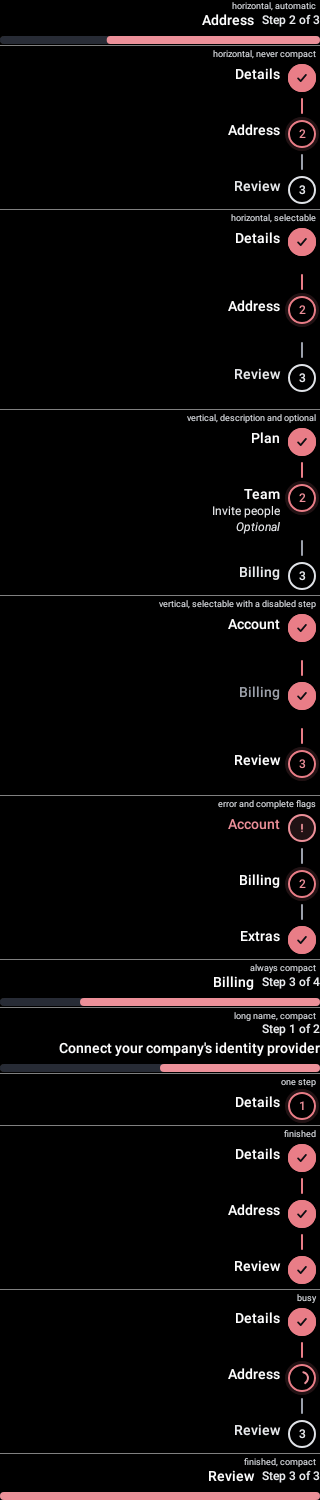 horizontal, automatic
Address Step 2 of 3
horizontal, never compact
Details
Address 2
Review 3
horizontal, selectable
Details
Address 2
Review 3
vertical, description and optional
Plan
Team 2
Invite people
Optional
Billing 3
vertical, selectable with a disabled step
Account
Billing
Review 3
error and complete flags
Account !
Billing 2
Extras
always compact
Billing Step 3 of 4
long name, compact
Step 1 of 2
Connect your company's identity provider
one step
Details 1
finished
Details
Address
Review
busy
Details
Address
Review 3
finished, compact
Review Step 3 of 3